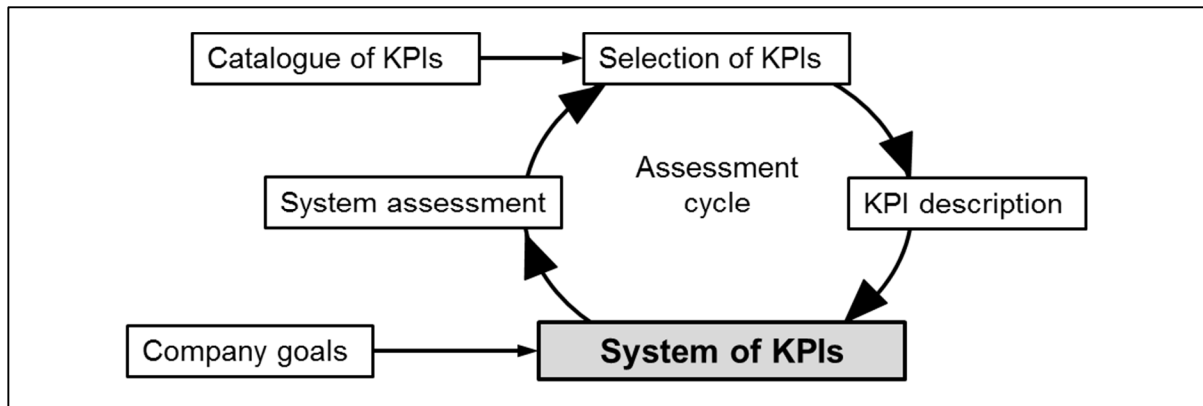 Catalogue of KPIs
Selection of KPIs
Assessment
cycle
System assessment
KPI description
Company goals
System of KPIs